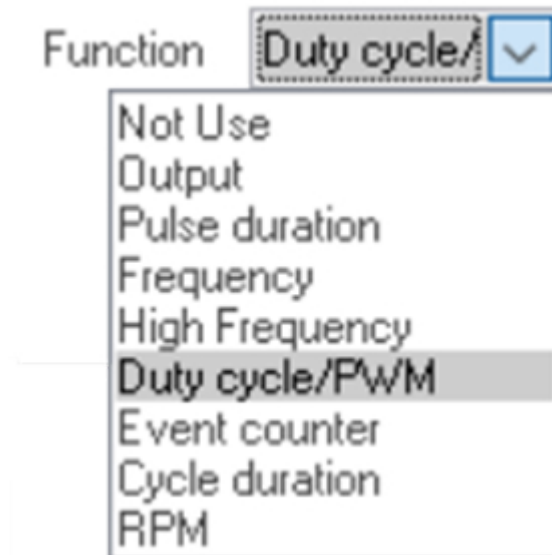 Function Duty cycle/
Not Use
Output
Pulse duration
Frequency
High Frequency
Duty cycle/PWM
Event counter
Cycle duration
RPM